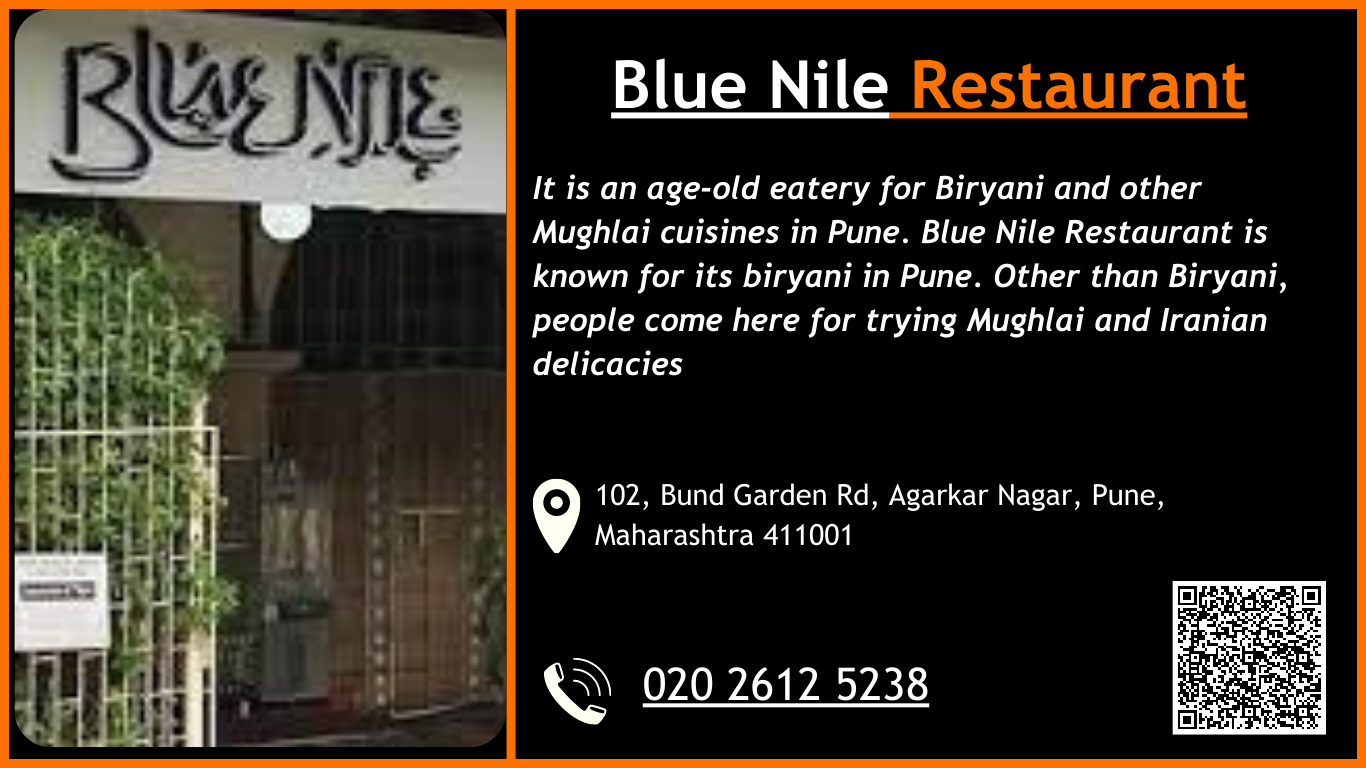 BLUE NILE
Blue Nile Restaurant
It is an age-old eatery for Biryani and other
Mughlai cuisines in Pune. Blue Nile Restaurant is
known for its biryani in Pune. Other than Biryani,
people come here for trying Mughlai and Iranian
delicacies
102, Bund Garden Rd, Agarkar Nagar, Pune,
Maharashtra 411001
020 2612 5238